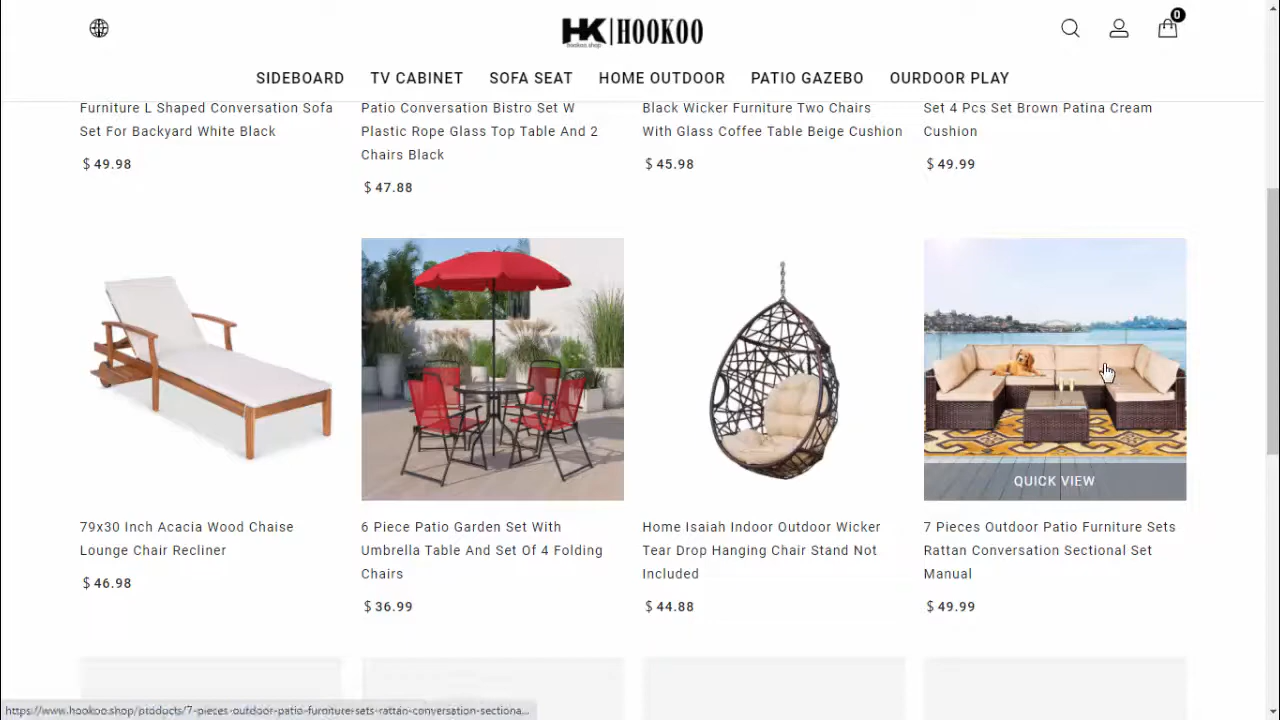 0
HK HOOKOO
hookoo.shop
SIDEBOARD TV CABINET SOFA SEAT HOME OUTDOOR PATIO GAZEBO OURDOOR PLAY
Furniture L Shaped Conversation Sofa
Set For Backyard White Black
$ 49.98
Patio Conversation Bistro Set W
Plastic Rope Glass Top Table And 2
Chairs Black
$ 47.88
Black Wicker Furniture Two Chairs
With Glass Coffee Table Beige Cushion
$ 45.98
Set 4 Pcs Set Brown Patina Cream
Cushion
$ 49.99
QUICK VIEW
79x30 Inch Acacia Wood Chaise
Lounge Chair Recliner
$ 46.98
6 Piece Patio Garden Set With
Umbrella Table And Set Of 4 Folding
Chairs
$ 36.99
Home Isaiah Indoor Outdoor Wicker
Tear Drop Hanging Chair Stand Not
Included
$ 44.88
7 Pieces Outdoor Patio Furniture Sets
Rattan Conversation Sectional Set
Manual
$ 49.99
https://www.hookoo.shop/products/7-pieces-outdoor-patio-furniture-sets-rattan-conversation-sectiona...